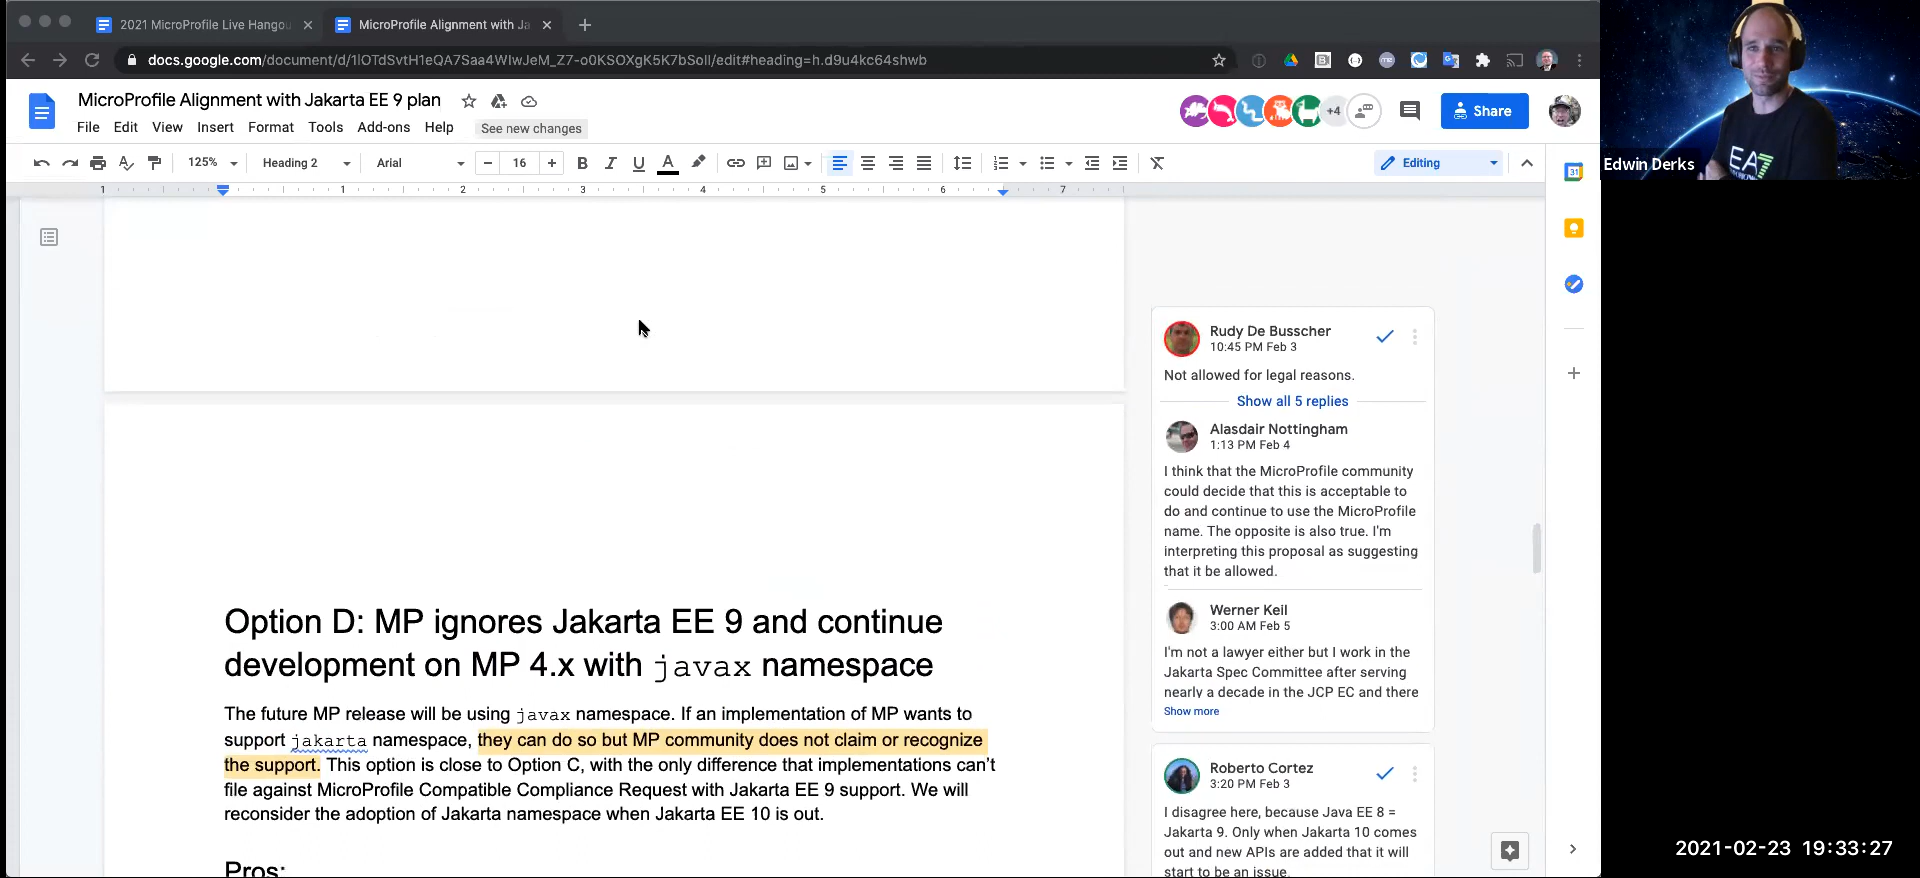 2021 MicroProfile Live Hangou
MicroProfile Alignment with Ja
docs.google.com/document/d/1lOTdSvtH1eQA7Saa4WIwJeM_Z7-o0KSOXgK5K7bSoll/edit#heading=h.d9u4kc64shwb
MicroProfile Alignment with Jakarta EE 9 plan
+4
Share
File Edit View Insert Format Tools Add-ons Help See new changes
125% Heading 2 Arial 16 B I U A Editing
1 1 2 3 4 5 6 7
31
Edwin Derks
Rudy De Busscher
10:45 PM Feb 3
Not allowed for legal reasons.
Show all 5 replies
Alasdair Nottingham
1:13 PM Feb 4
I think that the MicroProfile community
could decide that this is acceptable to
do and continue to use the MicroProfile
name. The opposite is also true. I'm
interpreting this proposal as suggesting
that it be allowed.
Werner Keil
3:00 AM Feb 5
I'm not a lawyer either but I work in the
Jakarta Spec Committee after serving
nearly a decade in the JCP EC and there
Show more
Roberto Cortez
3:20 PM Feb 3
I disagree here, because Java EE 8 =
Jakarta 9. Only when Jakarta 10 comes
out and new APIs are added that it will
start to be an issue.
Option D: MP ignores Jakarta EE 9 and continue
development on MP 4.x with javax namespace
The future MP release will be using javax namespace. If an implementation of MP wants to
support jakarta namespace, they can do so but MP community does not claim or recognize
the support. This option is close to Option C, with the only difference that implementations can't
file against MicroProfile Compatible Compliance Request with Jakarta EE 9 support. We will
reconsider the adoption of Jakarta namespace when Jakarta EE 10 is out.
Pros:
2021-02-23 19:33:27